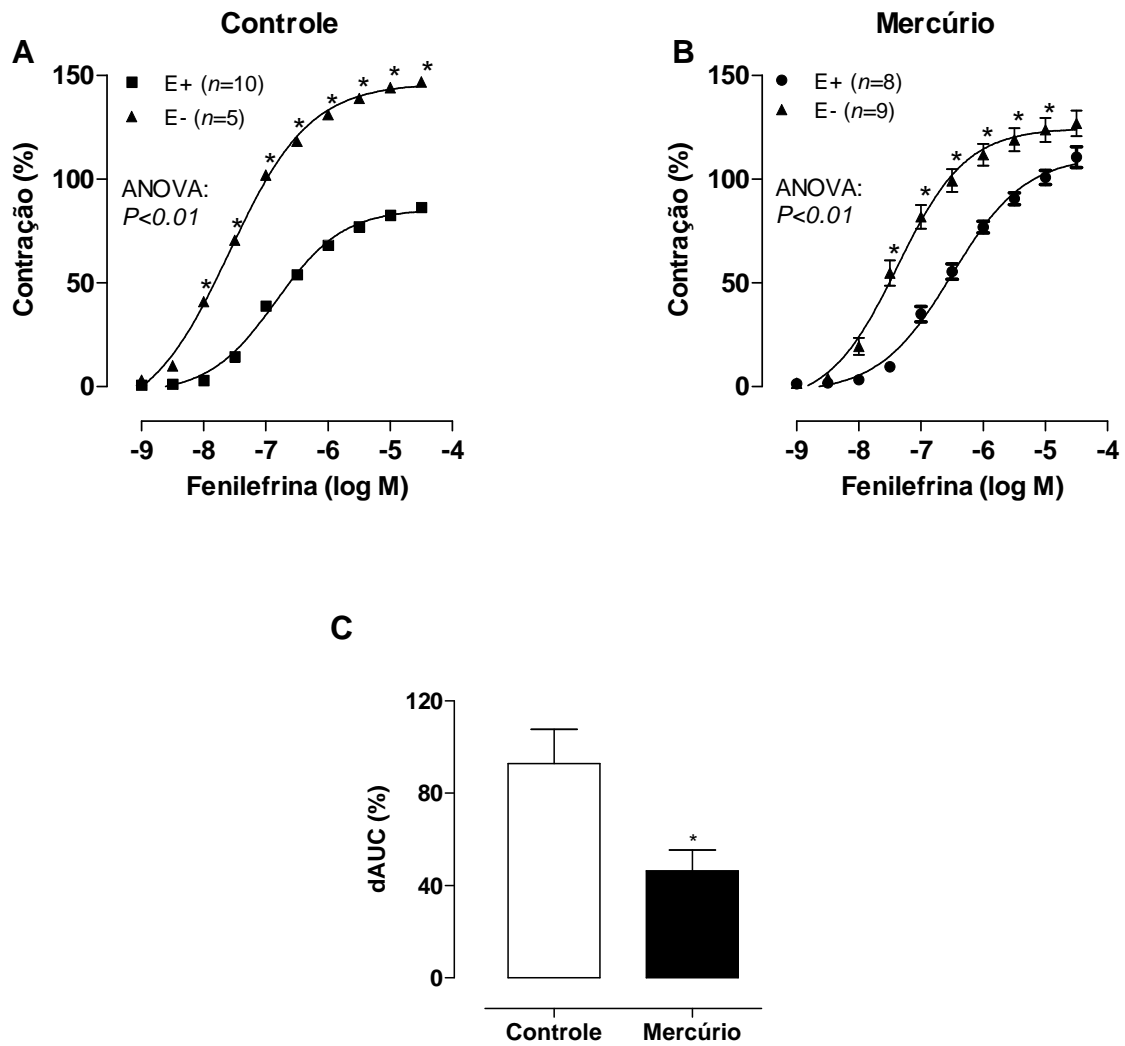 Controle
A
150
E+ (n=10)
E- (n=5)
* * * * * * * * *
100
ANOVA:
P<0.01
50
0
Contração (%)
-9 -8 -7 -6 -5 -4
Fenilefrina (log M)
Mercúrio
B
150
E+ (n=8)
E- (n=9)
* * * * * *
100
ANOVA:
P<0.01
50
0
Contração (%)
-9 -8 -7 -6 -5 -4
Fenilefrina (log M)
C
120
80
*
40
0
dAUC (%)
Controle Mercúrio